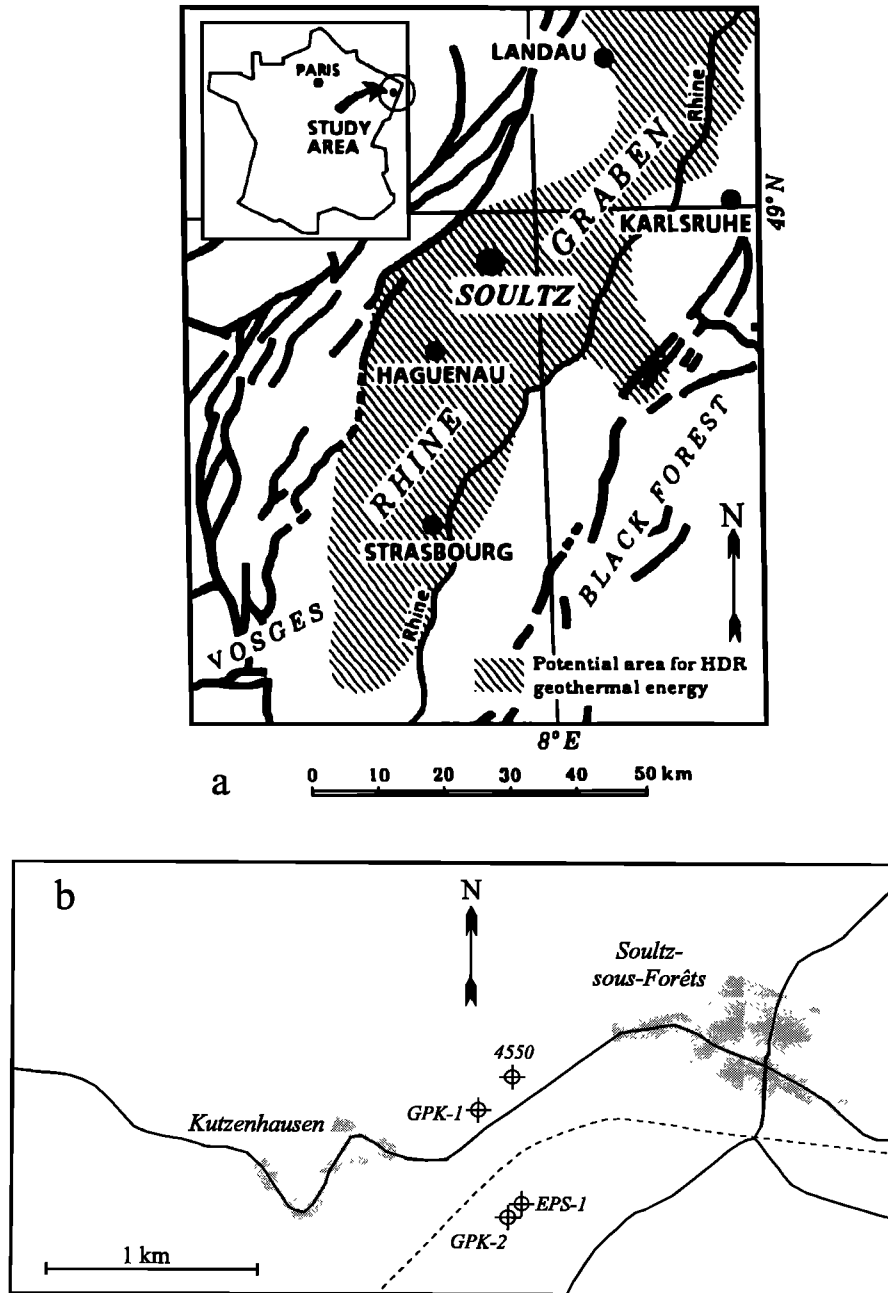 PARIS
STUDY
AREA
LANDAU
Rhine
GRABEN
49° N
KARLSRUHE
SOULTZ
HAGUENAU
RHINE
BLACK FOREST
N
STRASBOURG
Rhine
VOSGES
Potential area for HDR
geothermal energy
8° E
a
0 10 20 30 40 50 km
b
N
Soultz-
sous-Forêts
4550
GPK-1
Kutzenhausen
EPS-1
GPK-2
1 km